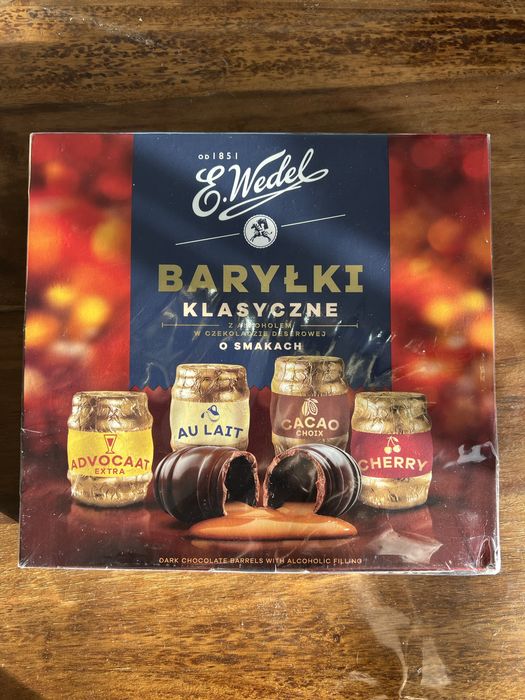 OD 1851
E. Wedel
BARYŁKI
KLASYCZNE
Z ALKOHOLEM
W CZEKOLADZIE DESEROWEJ
O SMAKACH
ADVOCAAT
EXTRA
AU LAIT
CACAO
CHOIX
CHERRY
DARK CHOCOLATE BARRELS WITH ALCOHOLIC FILLING